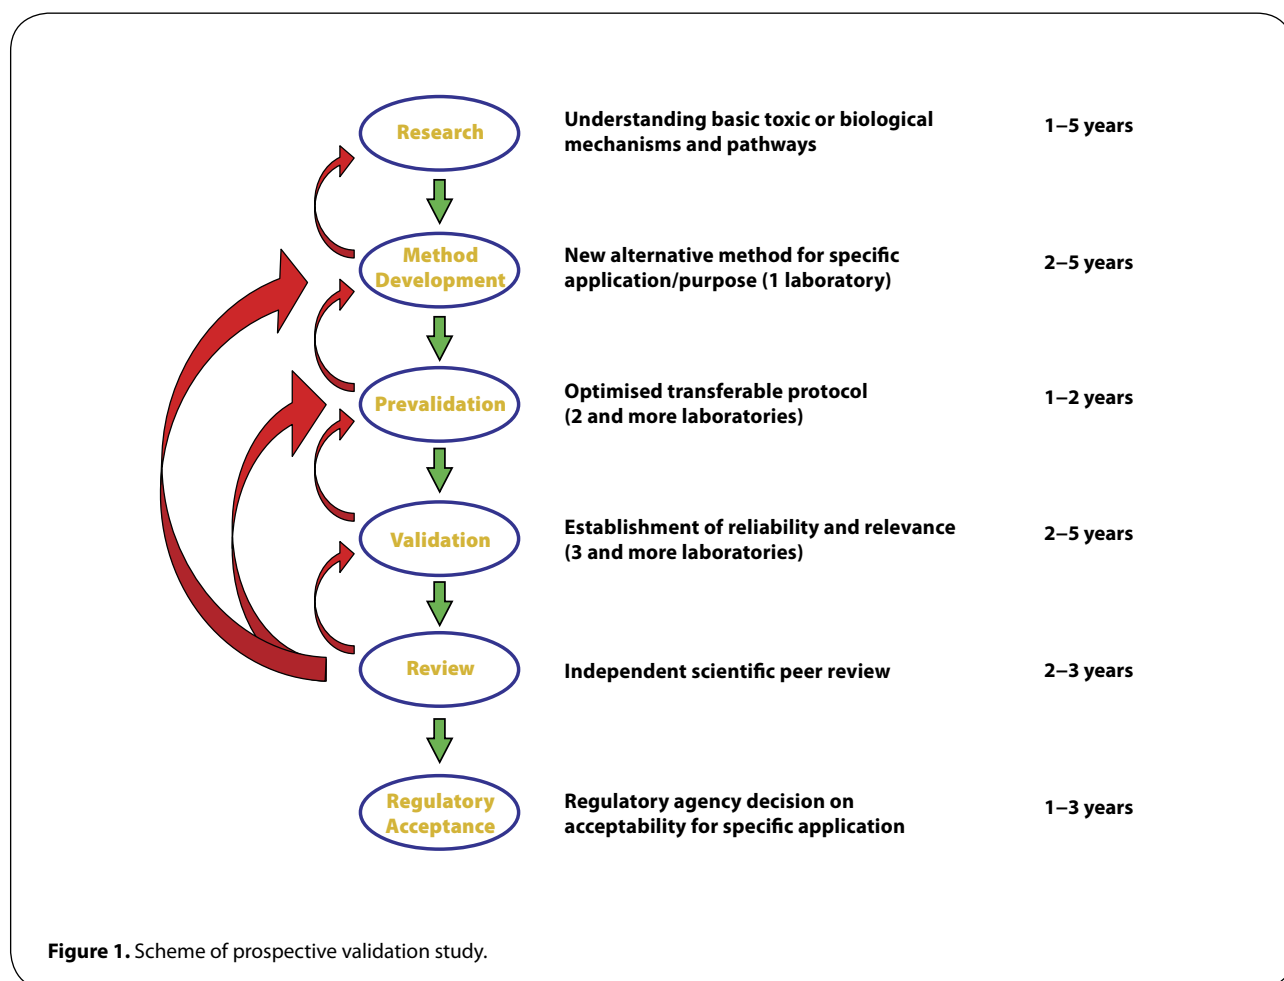 Research
Understanding basic toxic or biological
mechanisms and pathways
1–5 years
Method
Development
New alternative method for specific
application/purpose (1 laboratory)
2–5 years
Prevalidation
Optimised transferable protocol
(2 and more laboratories)
1–2 years
Validation
Establishment of reliability and relevance
(3 and more laboratories)
2–5 years
Review
Independent scientific peer review
2–3 years
Regulatory
Acceptance
Regulatory agency decision on
acceptability for specific application
1–3 years
Figure 1. Scheme of prospective validation study.